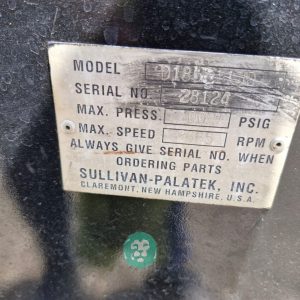 MODEL
SERIAL NO. 28124
MAX. PRESS. PSIG
MAX. SPEED RPM
ALWAYS GIVE SERIAL NO. WHEN
ORDERING PARTS
SULLIVAN-PALATEK, INC.
CLAREMONT, NEW HAMPSHIRE, U.S.A.